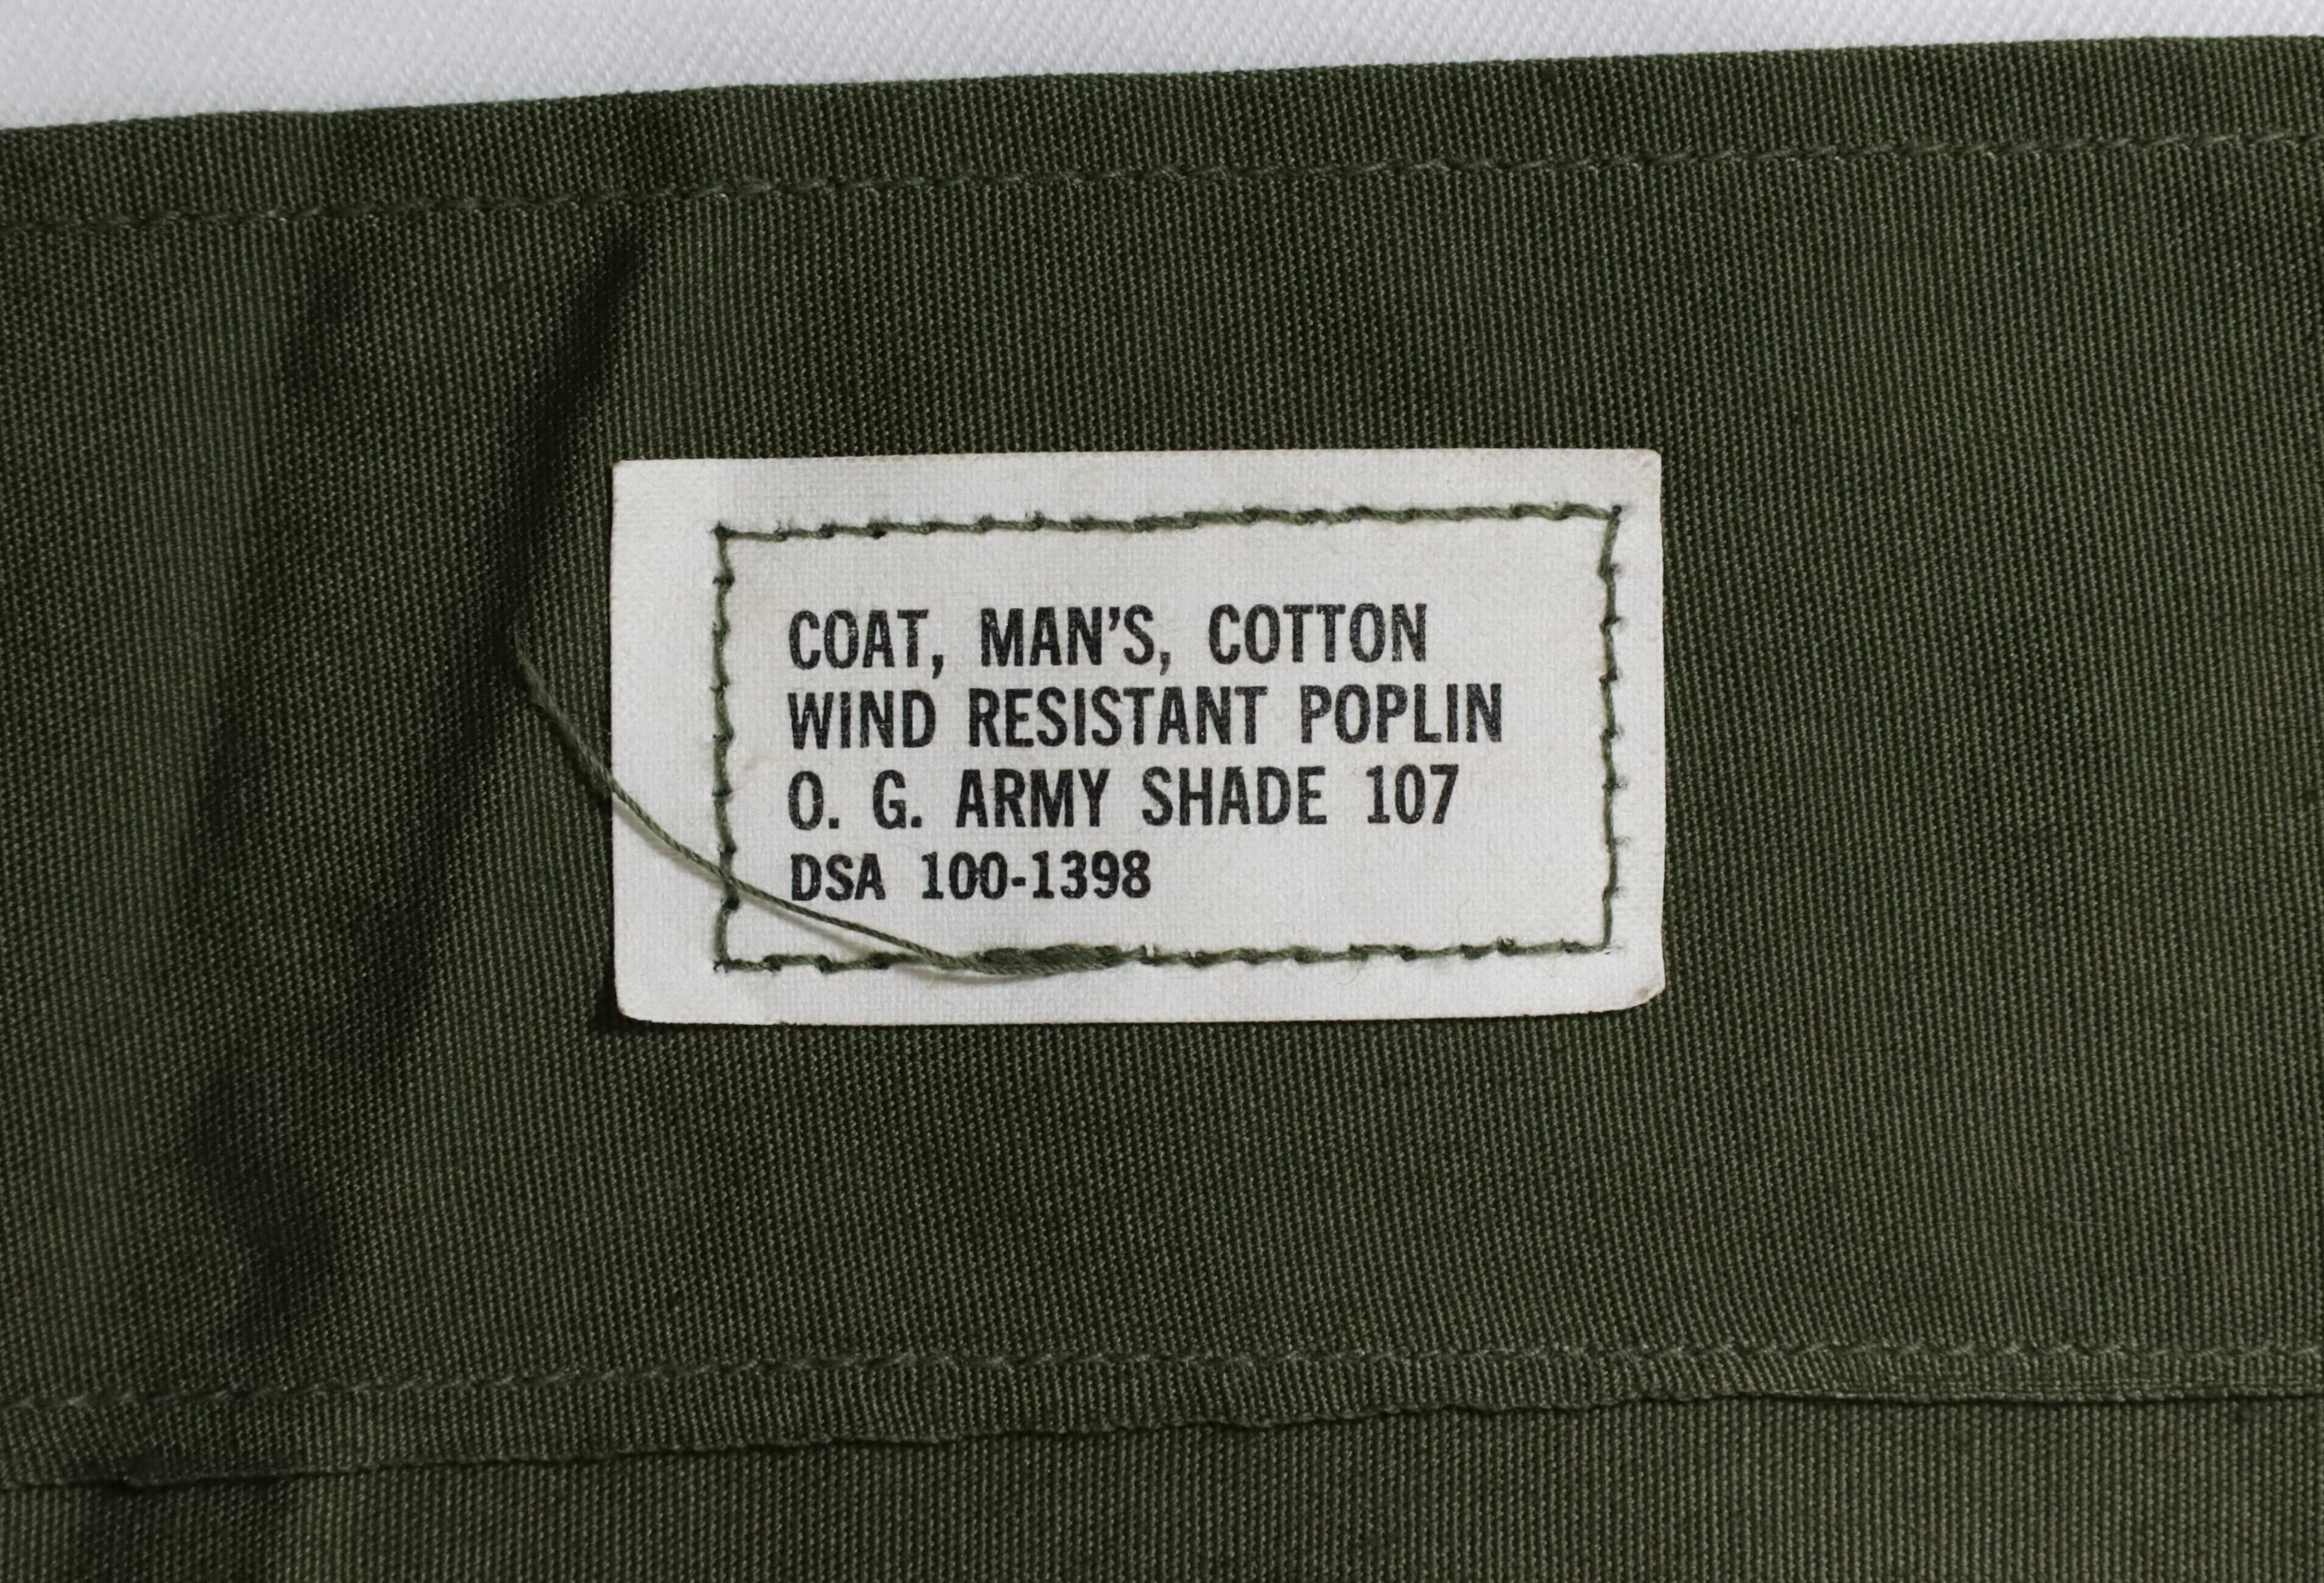 COAT, MAN'S, COTTON
WIND RESISTANT POPLIN
O. G. ARMY SHADE 107
DSA 100-1398